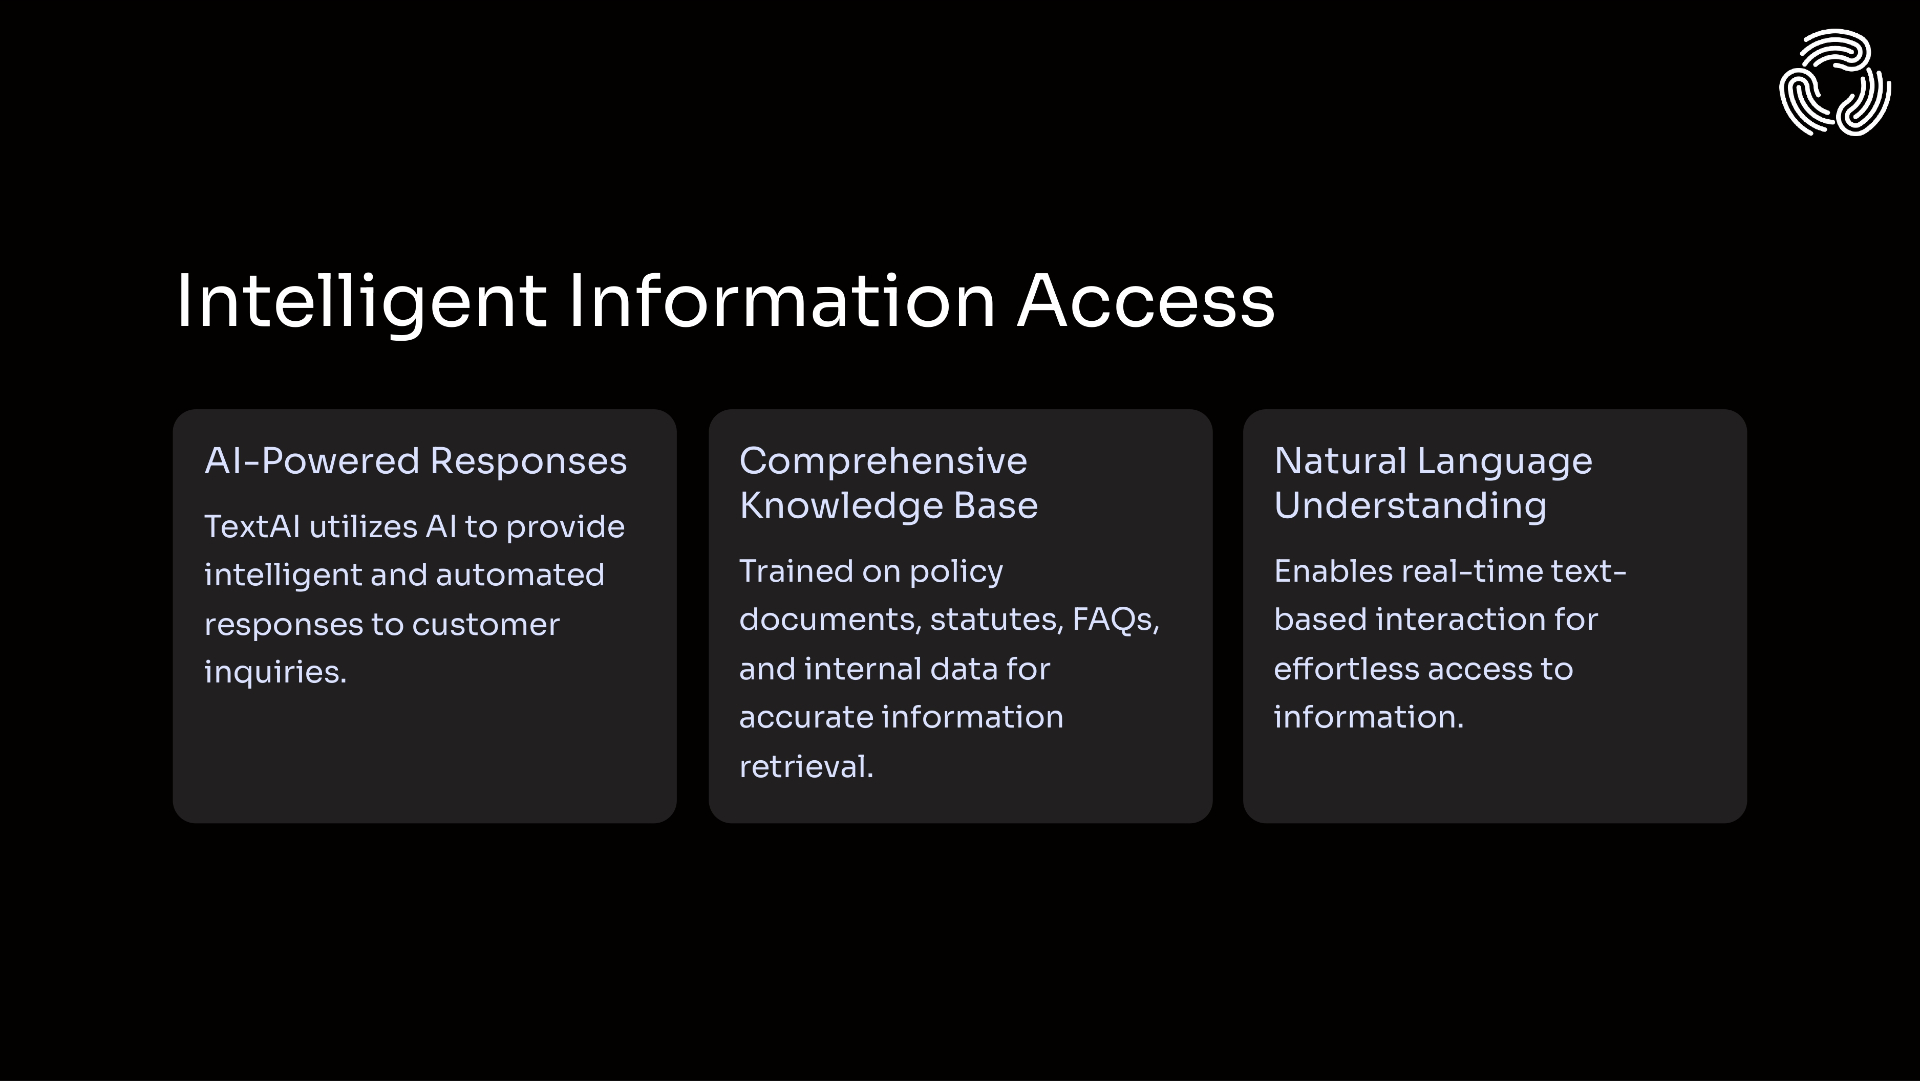 Intelligent Information Access
AI-Powered Responses
TextAI utilizes AI to provide
intelligent and automated
responses to customer
inquiries.
Comprehensive
Knowledge Base
Trained on policy
documents, statutes, FAQs,
and internal data for
accurate information
retrieval.
Natural Language
Understanding
Enables real-time text-
based interaction for
effortless access to
information.